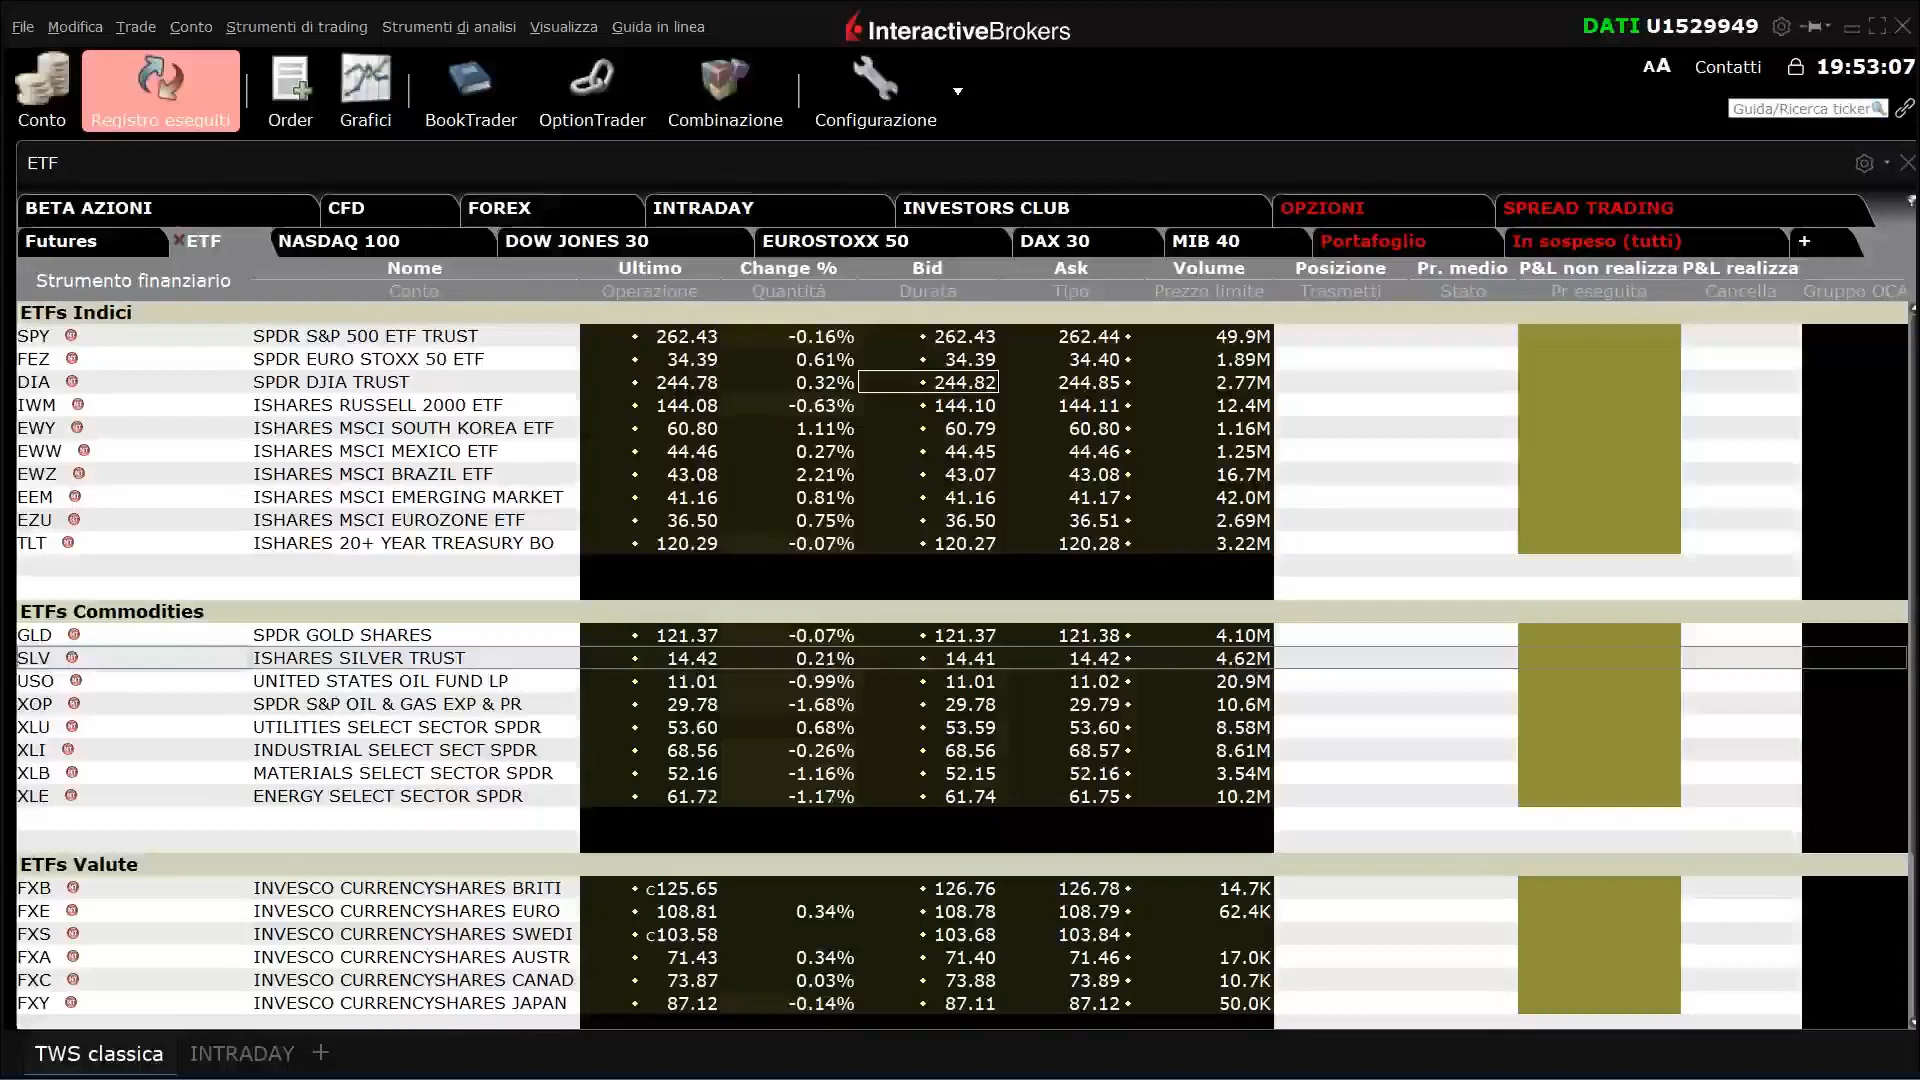 File Modifica Trade Conto Strumenti di trading Strumenti di analisi Visualizza Guida in linea InteractiveBrokers DATI U1529949
AA Contatti 19:53:07
Conto Registro eseguiti Order Grafici BookTrader OptionTrader Combinazione Configurazione Guida/Ricerca ticker
ETF
BETA AZIONI CFD FOREX INTRADAY INVESTORS CLUB OPZIONI SPREAD TRADING
Futures ETF NASDAQ 100 DOW JONES 30 EUROSTOXX 50 DAX 30 MIB 40 Portafoglio In sospeso (tutti) +
Strumento finanziario Nome Ultimo Change % Bid Ask Volume Posizione Pr. medio P&L non realizza P&L realizza
Conto Operazione Quantità Durata Tipo Prezzo limite Trasmetti Stato Pr eseguito Cancella Gruppo OCA
ETFs Indici
SPY SPDR S&P 500 ETF TRUST 262.43 -0.16% 262.43 262.44 49.9M
FEZ SPDR EURO STOXX 50 ETF 34.39 0.61% 34.39 34.40 1.89M
DIA SPDR DJIA TRUST 244.78 0.32% 244.82 244.85 2.77M
IWM ISHARES RUSSELL 2000 ETF 144.08 -0.63% 144.10 144.11 12.4M
EWY ISHARES MSCI SOUTH KOREA ETF 60.80 1.11% 60.79 60.80 1.16M
EWW ISHARES MSCI MEXICO ETF 44.46 0.27% 44.45 44.46 1.25M
EWZ ISHARES MSCI BRAZIL ETF 43.08 2.21% 43.07 43.08 16.7M
EEM ISHARES MSCI EMERGING MARKET 41.16 0.81% 41.16 41.17 42.0M
EZU ISHARES MSCI EUROZONE ETF 36.50 0.75% 36.50 36.51 2.69M
TLT ISHARES 20+ YEAR TREASURY BO 120.29 -0.07% 120.27 120.28 3.22M
ETFs Commodities
GLD SPDR GOLD SHARES 121.37 -0.07% 121.37 121.38 4.10M
SLV ISHARES SILVER TRUST 14.42 0.21% 14.41 14.42 4.62M
USO UNITED STATES OIL FUND LP 11.01 -0.99% 11.01 11.02 20.9M
XOP SPDR S&P OIL & GAS EXP & PR 29.78 -1.68% 29.78 29.79 10.6M
XLU UTILITIES SELECT SECTOR SPDR 53.60 0.68% 53.59 53.60 8.58M
XLI INDUSTRIAL SELECT SECT SPDR 68.56 -0.26% 68.56 68.57 8.61M
XLB MATERIALS SELECT SECTOR SPDR 52.16 -1.16% 52.15 52.16 3.54M
XLE ENERGY SELECT SECTOR SPDR 61.72 -1.17% 61.74 61.75 10.2M
ETFs Valute
FXB INVESCO CURRENCYSHARES BRITI c125.65 126.76 126.78 14.7K
FXE INVESCO CURRENCYSHARES EURO 108.81 0.34% 108.78 108.79 62.4K
FXS INVESCO CURRENCYSHARES SWEDI c103.58 103.68 103.84
FXA INVESCO CURRENCYSHARES AUSTR 71.43 0.34% 71.40 71.46 17.0K
FXC INVESCO CURRENCYSHARES CANAD 73.87 0.03% 73.88 73.89 10.7K
FXY INVESCO CURRENCYSHARES JAPAN 87.12 -0.14% 87.11 87.12 50.0K
TWS classica INTRADAY +